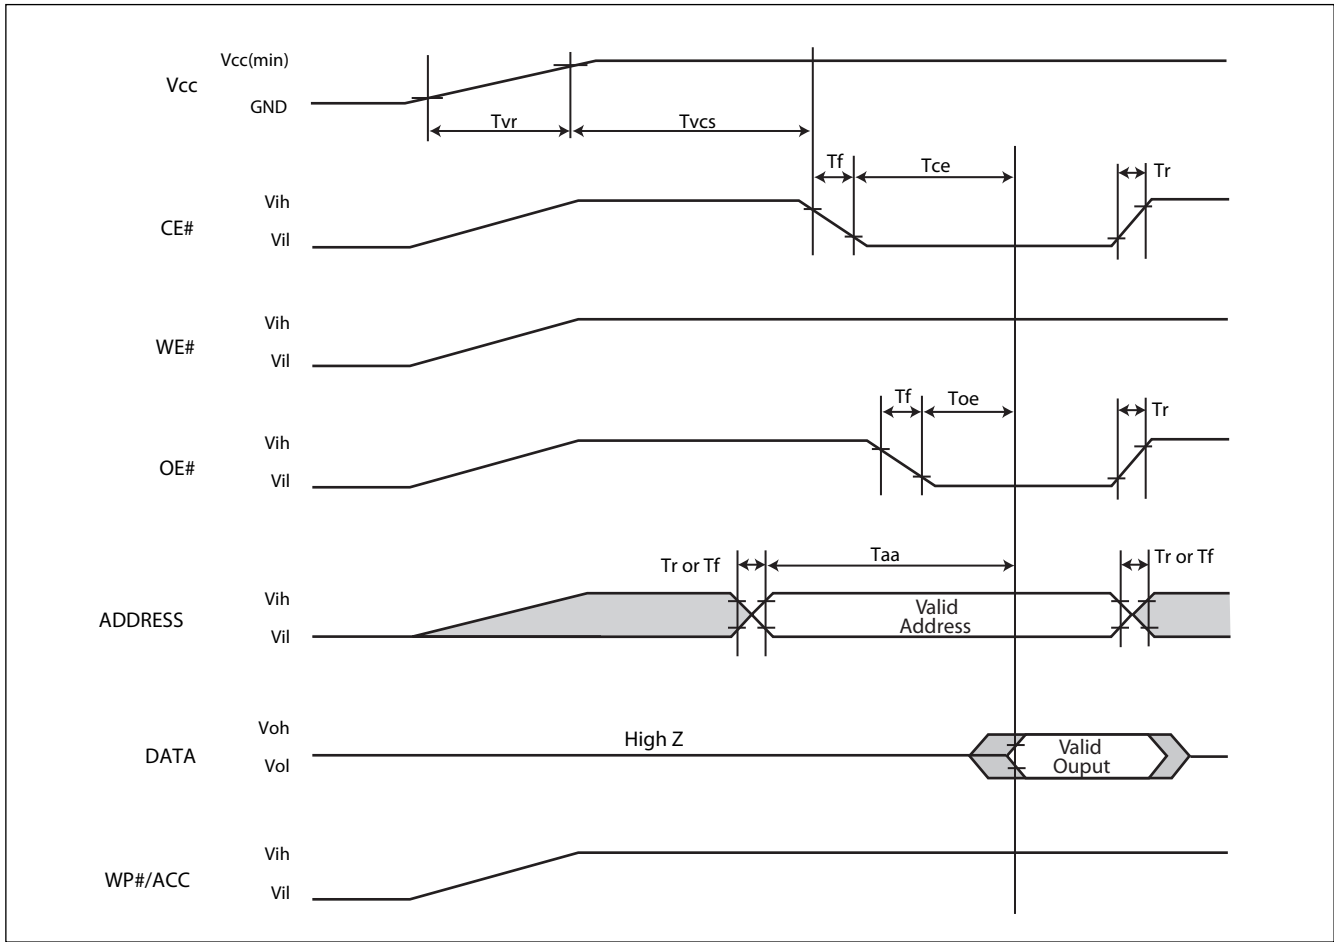 Vcc(min)
Vcc
GND
Tvr
Tvcs
Tf
Tce
Tr
Vih
CE#
Vil
Vih
WE#
Vil
Tf
Toe
Tr
Vih
OE#
Vil
Tr or Tf
Taa
Tr or Tf
Vih
ADDRESS
Vil
Valid
Address
Voh
DATA
Vol
High Z
Valid
Ouput
Vih
WP#/ACC
Vil